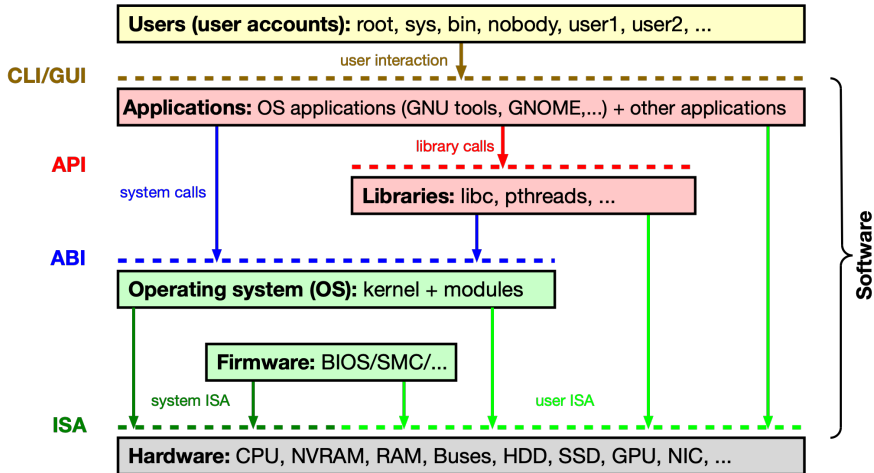 Users (user accounts): root, sys, bin, nobody, user1, user2, ...
user interaction
CLI/GUI
Applications: OS applications (GNU tools, GNOME,...) + other applications
library calls
API
system calls
Libraries: libc, pthreads, ...
Software
ABI
Operating system (OS): kernel + modules
Firmware: BIOS/SMC/...
system ISA
user ISA
ISA
Hardware: CPU, NVRAM, RAM, Buses, HDD, SSD, GPU, NIC, ...